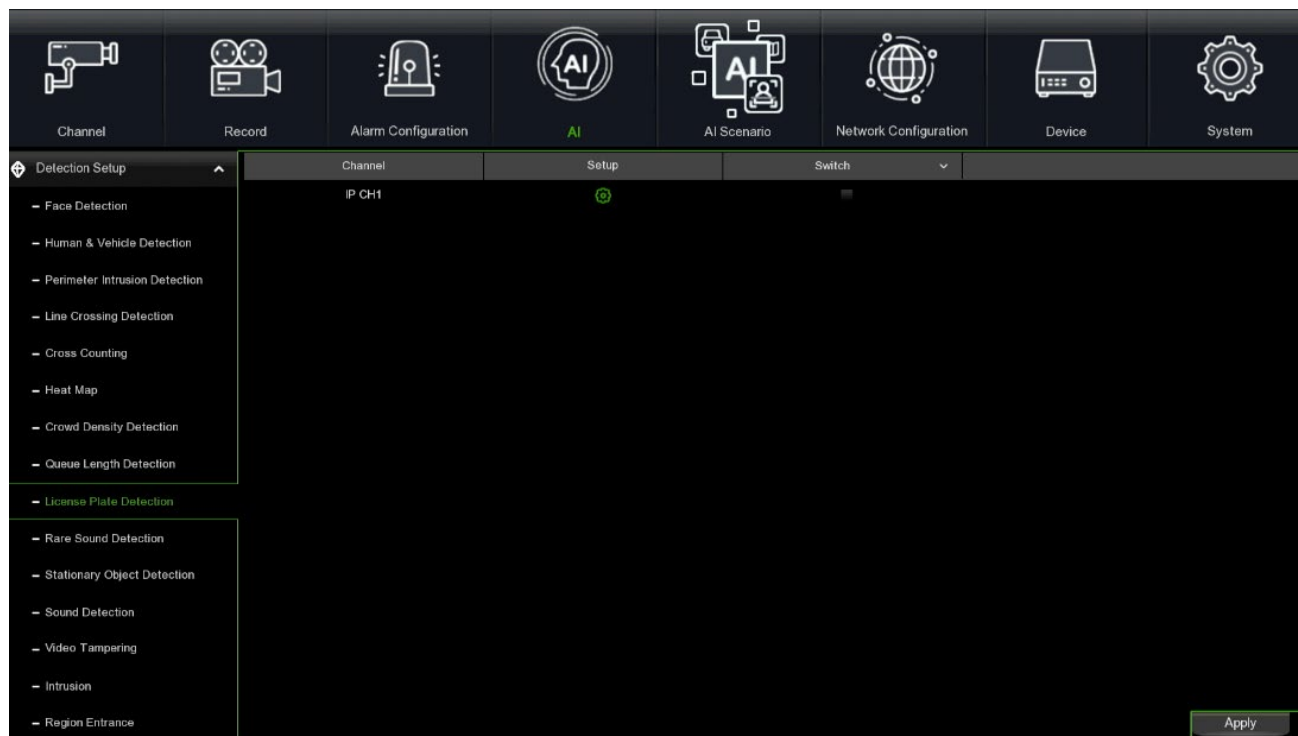 AI
AI
Channel Record Alarm Configuration AI AI Scenario Network Configuration Device System
Detection Setup Channel Setup Switch
– Face Detection IP CH1
– Human & Vehicle Detection
– Perimeter Intrusion Detection
– Line Crossing Detection
– Cross Counting
– Heat Map
– Crowd Density Detection
– Queue Length Detection
– License Plate Detection
– Rare Sound Detection
– Stationary Object Detection
– Sound Detection
– Video Tampering
– Intrusion
– Region Entrance Apply